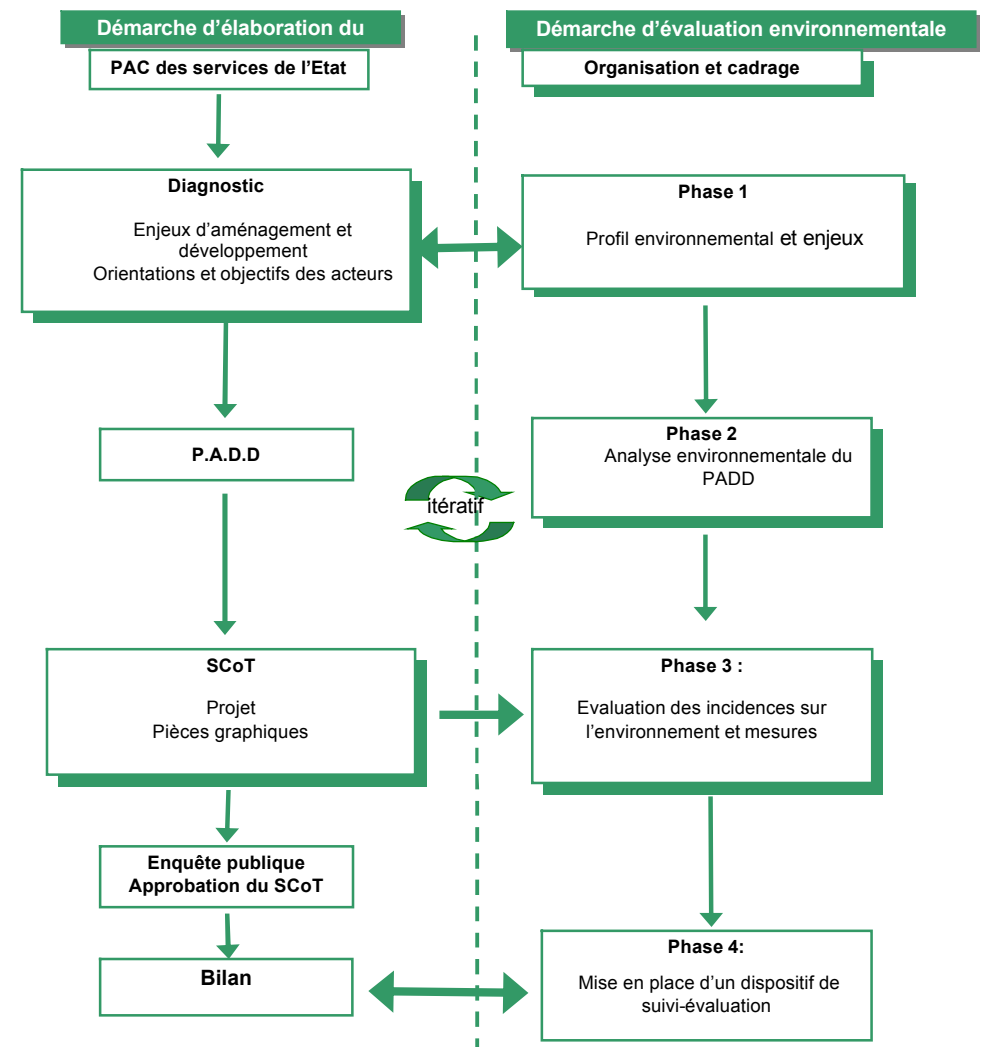 Démarche d'élaboration du
PAC des services de l'Etat
Diagnostic
Enjeux d'aménagement et
développement
Orientations et objectifs des acteurs
P.A.D.D
SCoT
Projet
Pièces graphiques
Enquête publique
Approbation du SCoT
Bilan
itératif
Démarche d'évaluation environnementale
Organisation et cadrage
Phase 1
Profil environnemental et enjeux
Phase 2
Analyse environnementale du
PADD
Phase 3 :
Evaluation des incidences sur
l'environnement et mesures
Phase 4:
Mise en place d'un dispositif de
suivi-évaluation